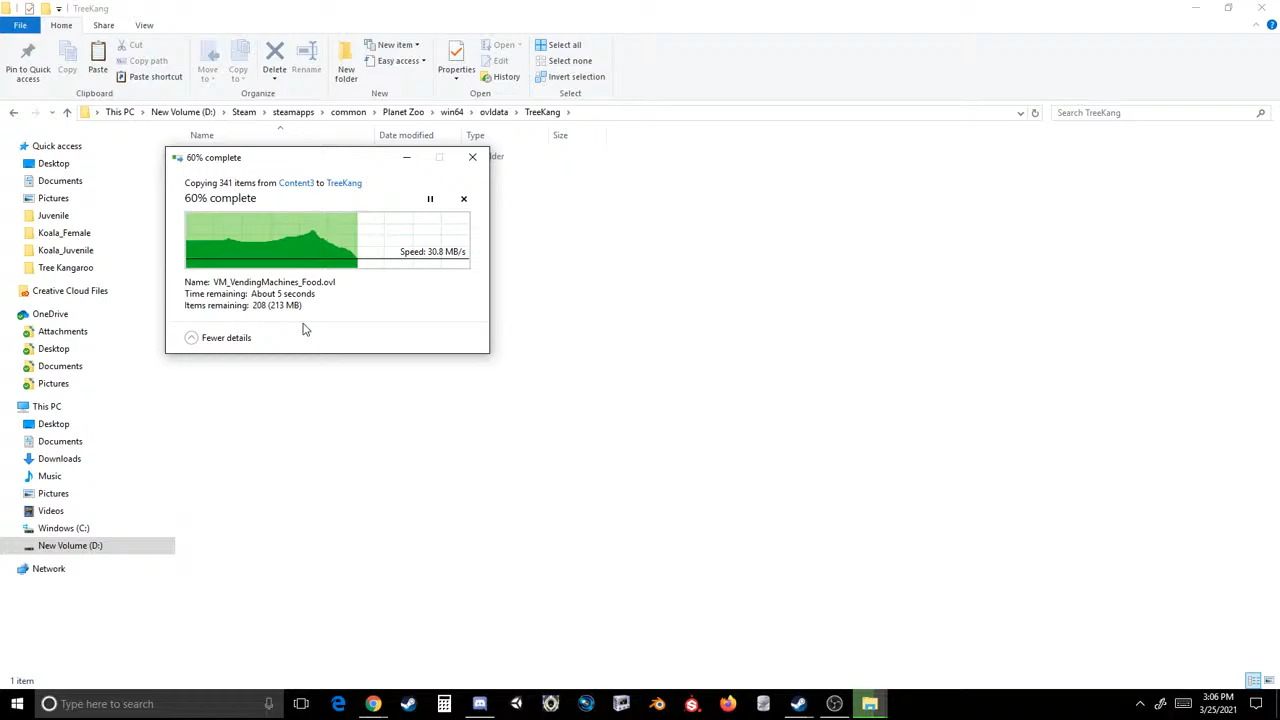 TreeKang
File
Home
Share
View
Pin to Quick access
Copy
Paste
Cut
Copy path
Paste shortcut
Clipboard
Move to
Copy to
Delete
Rename
Organize
New folder
New item
Easy access
New
Properties
Open
Edit
History
Open
Select all
Select none
Invert selection
Select
This PC
New Volume (D:)
Steam
steamapps
common
Planet Zoo
win64
ovldata
TreeKang
Search TreeKang
Name
Date modified
Type
Size
older
60% complete
Copying 341 items from Content3 to TreeKang
60% complete
Speed: 30.8 MB/s
Name: VM_VendingMachines_Food.ovl
Time remaining: About 5 seconds
Items remaining: 208 (213 MB)
Fewer details
Quick access
Desktop
Documents
Pictures
Juvenile
Koala_Female
Koala_Juvenile
Tree Kangaroo
Creative Cloud Files
OneDrive
Attachments
Desktop
Documents
Pictures
This PC
Desktop
Documents
Downloads
Music
Pictures
Videos
Windows (C:)
New Volume (D:)
Network
1 item
Type here to search
3:06 PM
3/25/2021